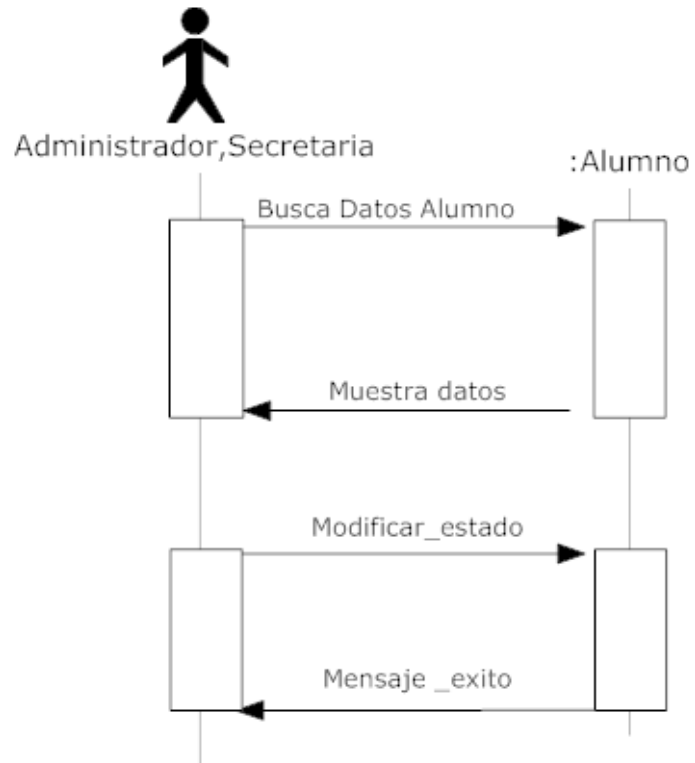 Administrador,Secretaria
:Alumno
Busca Datos Alumno
Muestra datos
Modificar_estado
Mensaje _exito